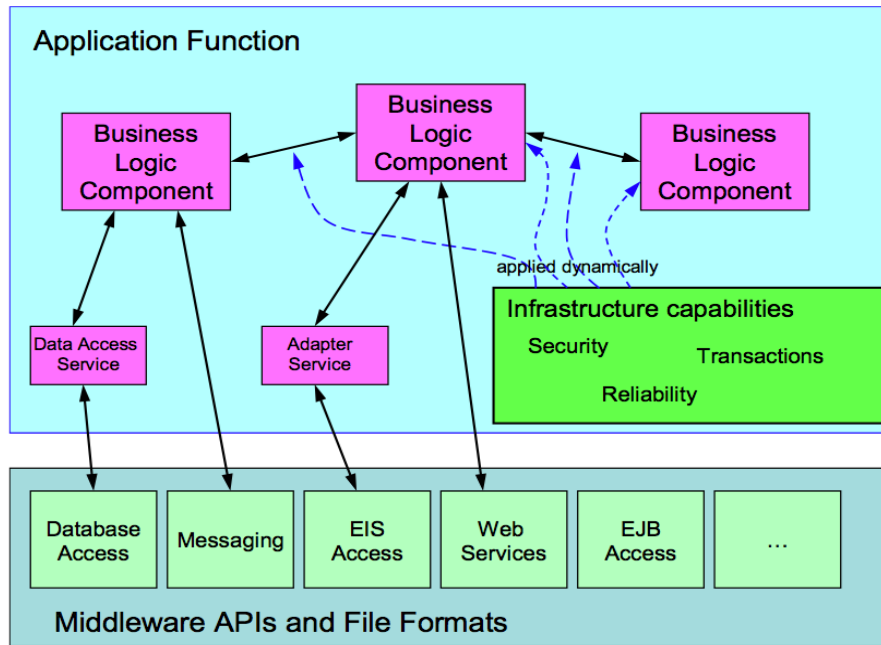 Application Function
Business
Logic
Component
Business
Logic
Component
Business
Logic
Component
applied dynamically
Data Access
Service
Adapter
Service
Infrastructure capabilities
Security
Transactions
Reliability
Database
Access
Messaging
EIS
Access
Web
Services
EJB
Access
...
Middleware APIs and File Formats